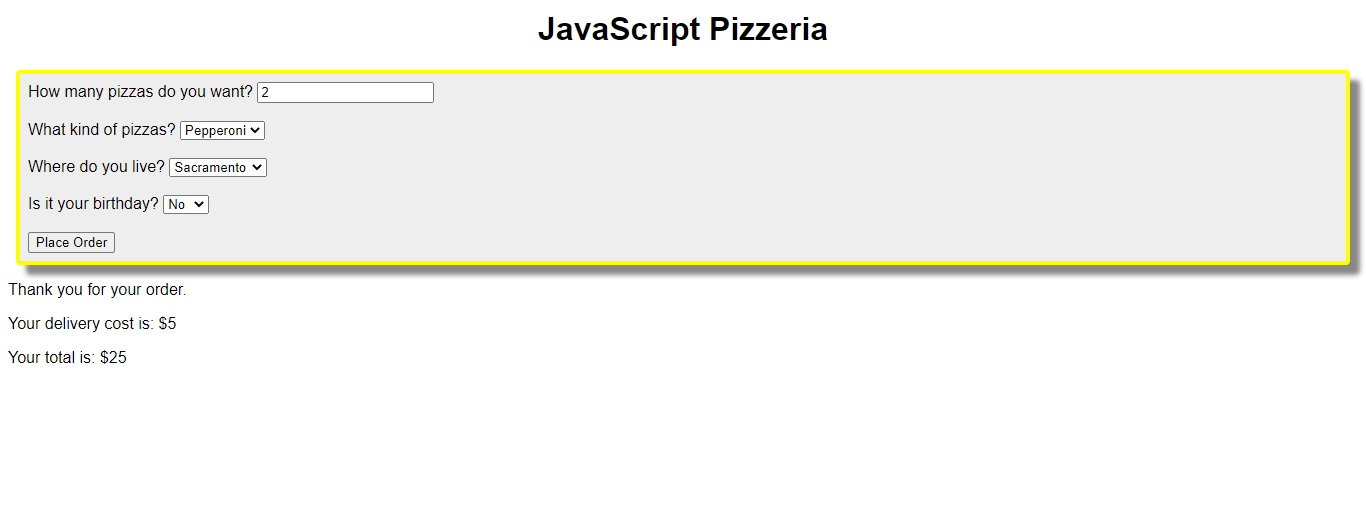 JavaScript Pizzeria
How many pizzas do you want? 2
What kind of pizzas? Pepperoni
Where do you live? Sacramento
Is it your birthday? No
Place Order
Thank you for your order.
Your delivery cost is: $5
Your total is: $25